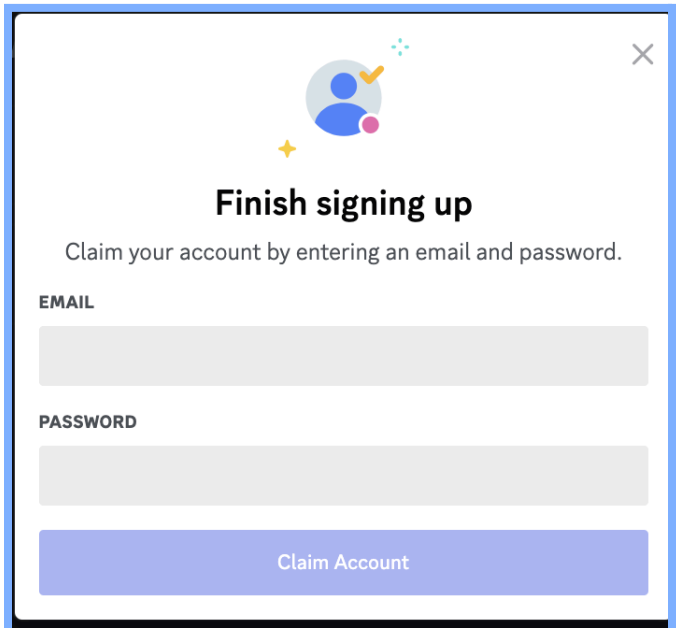 Finish signing up
Claim your account by entering an email and password.
EMAIL
PASSWORD
Claim Account